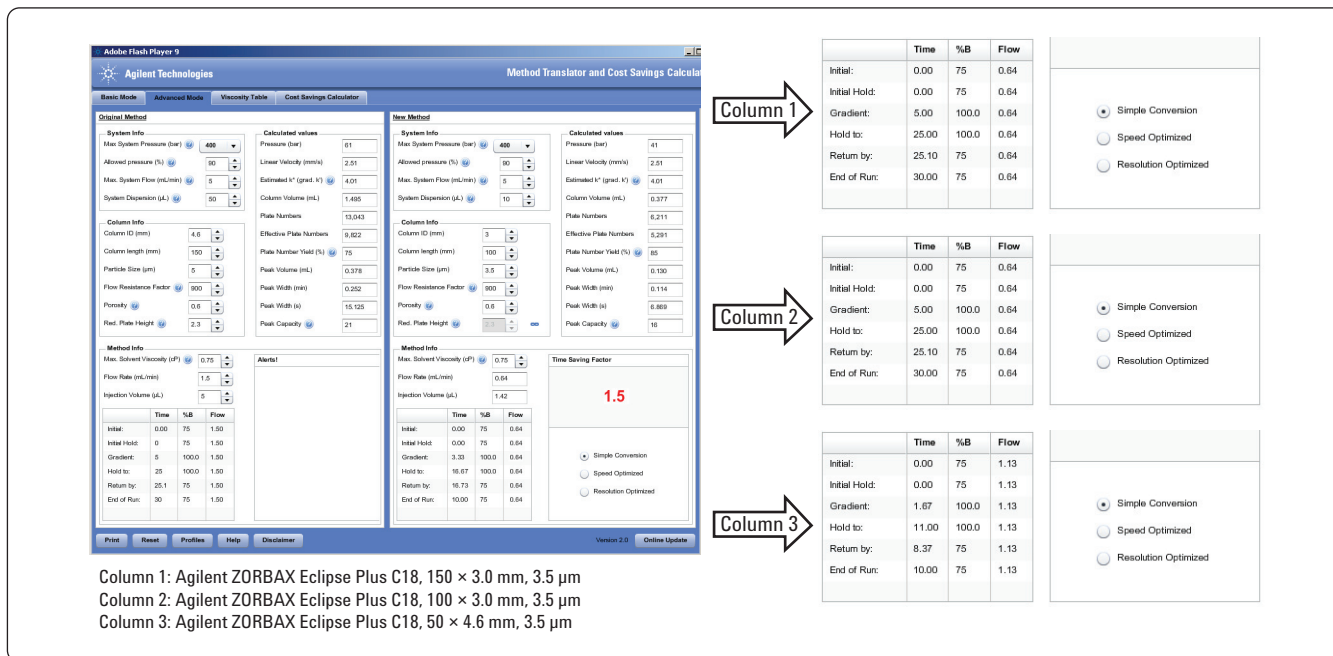 Adobe Flash Player 9
Agilent Technologies
Method Translator and Cost Savings Calcula
Basic Mode Advanced Mode Viscosity Table Cost Savings Calculator
Original Method
System Info
Max System Pressure (bar) 400
Allowed pressure (%) 90
Max. System Flow (mL/min) 5
System Dispersion (µL) 50
Column Info
Column ID (mm) 4.6
Column length (mm) 150
Particle Size (µm) 5
Flow Resistance Factor 900
Porosity 0.6
Red. Plate Height 2.3
Calculated values
Pressure (bar) 61
Linear Velocity (mm/s) 2.51
Estimated k* (grad. k') 4.01
Column Volume (mL) 1.495
Plate Numbers 13,043
Effective Plate Numbers 9,822
Plate Number Yield (%) 75
Peak Volume (mL) 0.378
Peak Width (min) 0.252
Peak Width (s) 15.125
Peak Capacity 21
Method Info
Max. Solvent Viscosity (cP) 0.75
Flow Rate (mL/min) 1.5
Injection Volume (µL) 5
Time %B Flow
Initial: 0.00 75 1.50
Initial Hold: 0 75 1.50
Gradient: 5 100.0 1.50
Hold to: 25 100.0 1.50
Return by: 25.1 75 1.50
End of Run: 30 75 1.50
Alerts!
New Method
System Info
Max System Pressure (bar) 400
Allowed pressure (%) 90
Max. System Flow (mL/min) 5
System Dispersion (µL) 10
Column Info
Column ID (mm) 3
Column length (mm) 100
Particle Size (µm) 3.5
Flow Resistance Factor 900
Porosity 0.6
Red. Plate Height 2.3
Calculated values
Pressure (bar) 41
Linear Velocity (mm/s) 2.51
Estimated k* (grad. k') 4.01
Column Volume (mL) 0.377
Plate Numbers 6,211
Effective Plate Numbers 5,291
Plate Number Yield (%) 85
Peak Volume (mL) 0.130
Peak Width (min) 0.114
Peak Width (s) 6.869
Peak Capacity 16
Method Info
Max. Solvent Viscosity (cP) 0.75
Flow Rate (mL/min) 0.64
Injection Volume (µL) 1.42
Time %B Flow
Initial: 0.00 75 0.64
Initial Hold: 0.00 75 0.64
Gradient: 3.33 100.0 0.64
Hold to: 16.67 100.0 0.64
Return by: 16.73 75 0.64
End of Run: 10.00 75 0.64
Time Saving Factor
1.5
Simple Conversion
Speed Optimized
Resolution Optimized
Print Reset Profiles Help Disclaimer
Version 2.0 Online Update
Column 1
Time %B Flow
Initial: 0.00 75 0.64
Initial Hold: 0.00 75 0.64
Gradient: 5.00 100.0 0.64
Hold to: 25.00 100.0 0.64
Return by: 25.10 75 0.64
End of Run: 30.00 75 0.64
Simple Conversion
Speed Optimized
Resolution Optimized
Column 2
Time %B Flow
Initial: 0.00 75 0.64
Initial Hold: 0.00 75 0.64
Gradient: 5.00 100.0 0.64
Hold to: 25.00 100.0 0.64
Return by: 25.10 75 0.64
End of Run: 30.00 75 0.64
Simple Conversion
Speed Optimized
Resolution Optimized
Column 3
Time %B Flow
Initial: 0.00 75 1.13
Initial Hold: 0.00 75 1.13
Gradient: 1.67 100.0 1.13
Hold to: 11.00 100.0 1.13
Return by: 8.37 75 1.13
End of Run: 10.00 75 1.13
Simple Conversion
Speed Optimized
Resolution Optimized
Column 1: Agilent ZORBAX Eclipse Plus C18, 150 × 3.0 mm, 3.5 µm
Column 2: Agilent ZORBAX Eclipse Plus C18, 100 × 3.0 mm, 3.5 µm
Column 3: Agilent ZORBAX Eclipse Plus C18, 50 × 4.6 mm, 3.5 µm